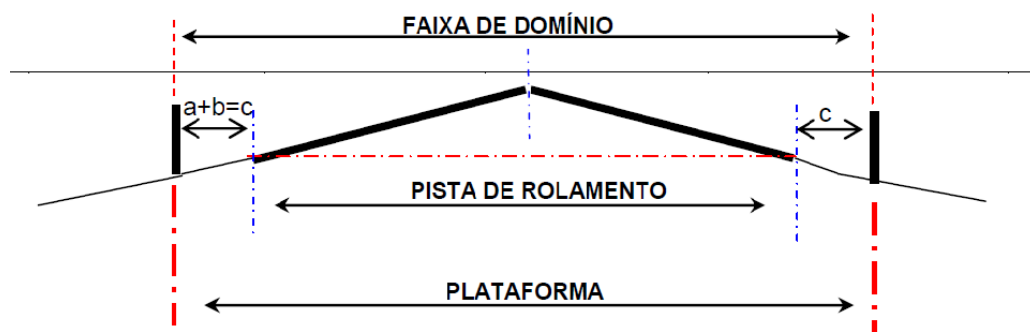 FAIXA DE DOMÍNIO
a+b=c
c
PISTA DE ROLAMENTO
PLATAFORMA